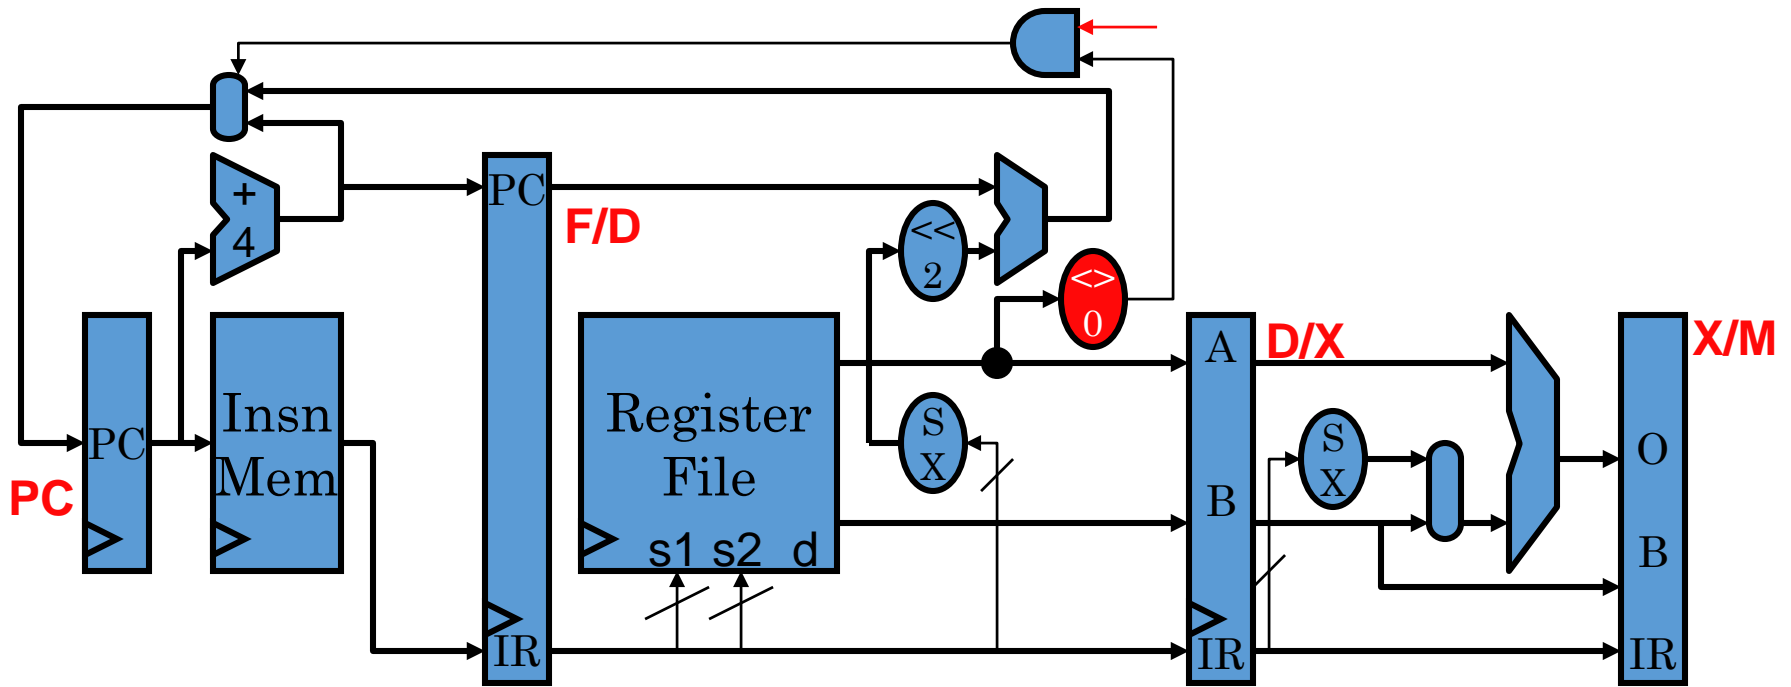 +
4
PC
F/D
<<
2
<>
0
PC
PC
Insn
Mem
Register
File
s1 s2 d
S
X
A
B
D/X
S
X
X/M
O
B
IR
IR
IR